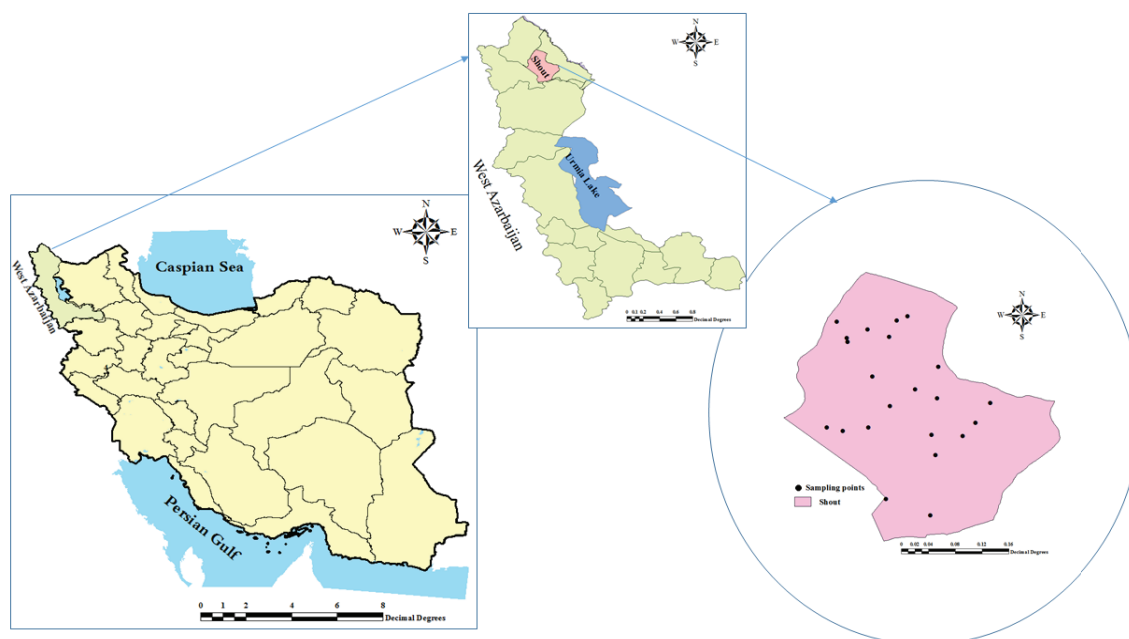 N
W E
S
Caspian Sea
West Azarbaijan
Persian Gulf
0 1 2 4 6 8
Decimal Degrees
N
W E
S
Shout
Urmia Lake
West Azarbaijan
0 0.1 0.2 0.4 0.6 0.8
Decimal Degrees
N
W E
S
Sampling points
Shout
0 0.02 0.04 0.08 0.12 0.16
Decimal Degrees